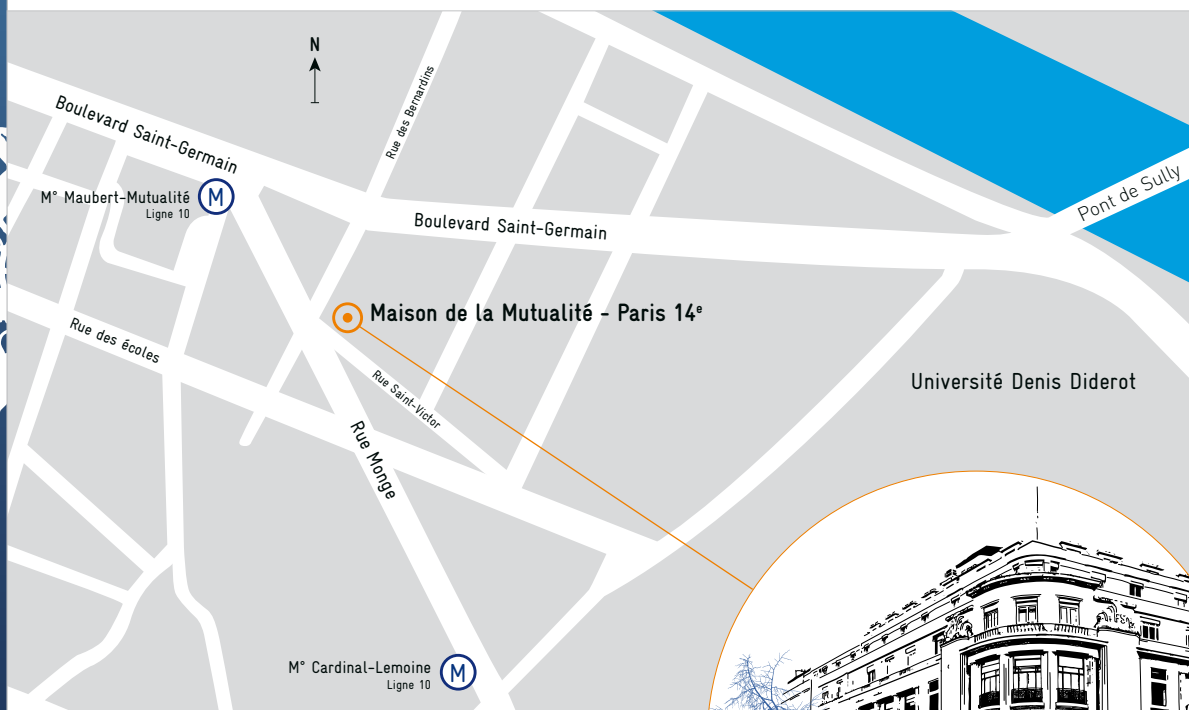 N
Rue des Bernardins
Boulevard Saint-Germain
M° Maubert-Mutualité
Ligne 10
M
Pont de Sully
Boulevard Saint-Germain
Maison de la Mutualité - Paris 14ᵉ
Rue des écoles
Rue Saint-Victor
Université Denis Diderot
Rue Monge
M° Cardinal-Lemoine
Ligne 10
M